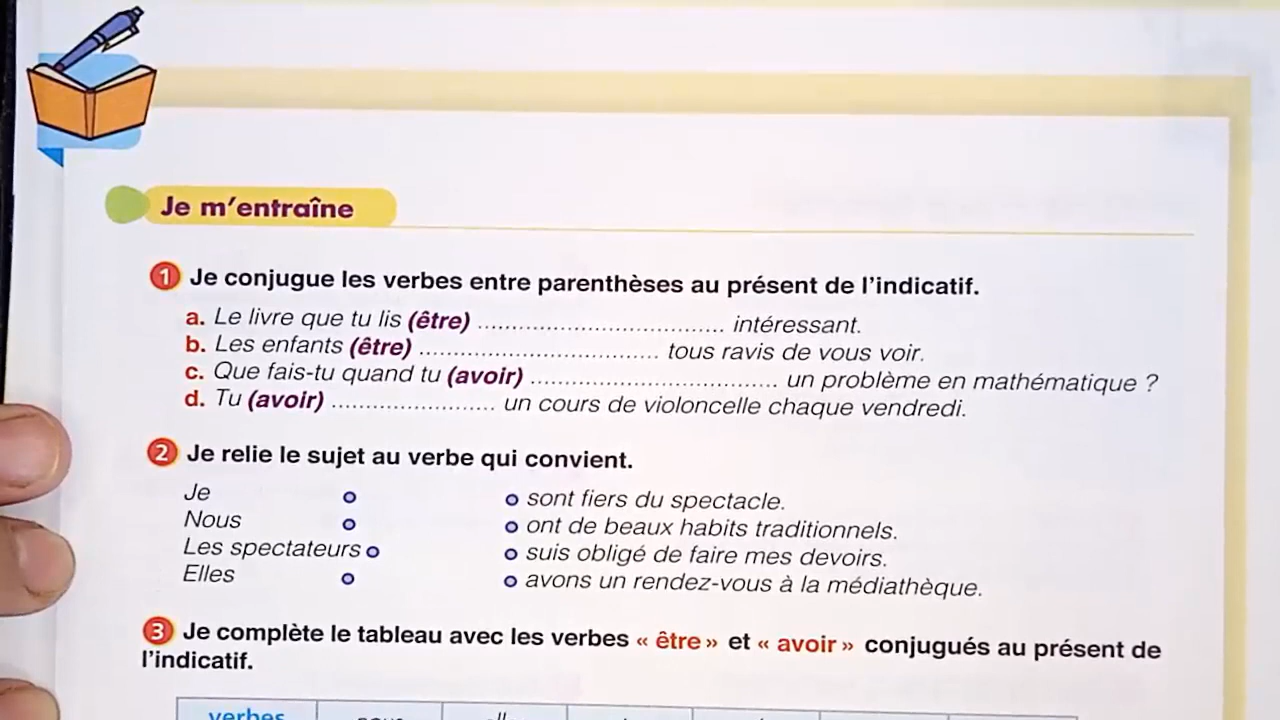 Je m'entraîne
1 Je conjugue les verbes entre parenthèses au présent de l'indicatif.
a. Le livre que tu lis (être) .................................... intéressant.
b. Les enfants (être) ................................... tous ravis de vous voir.
c. Que fais-tu quand tu (avoir) .................................... un problème en mathématique ?
d. Tu (avoir) ........................ un cours de violoncelle chaque vendredi.
2 Je relie le sujet au verbe qui convient.
Je o o sont fiers du spectacle.
Nous o o ont de beaux habits traditionnels.
Les spectateurs o o suis obligé de faire mes devoirs.
Elles o o avons un rendez-vous à la médiathèque.
3 Je complète le tableau avec les verbes « être » et « avoir » conjugués au présent de
l'indicatif.
verbes